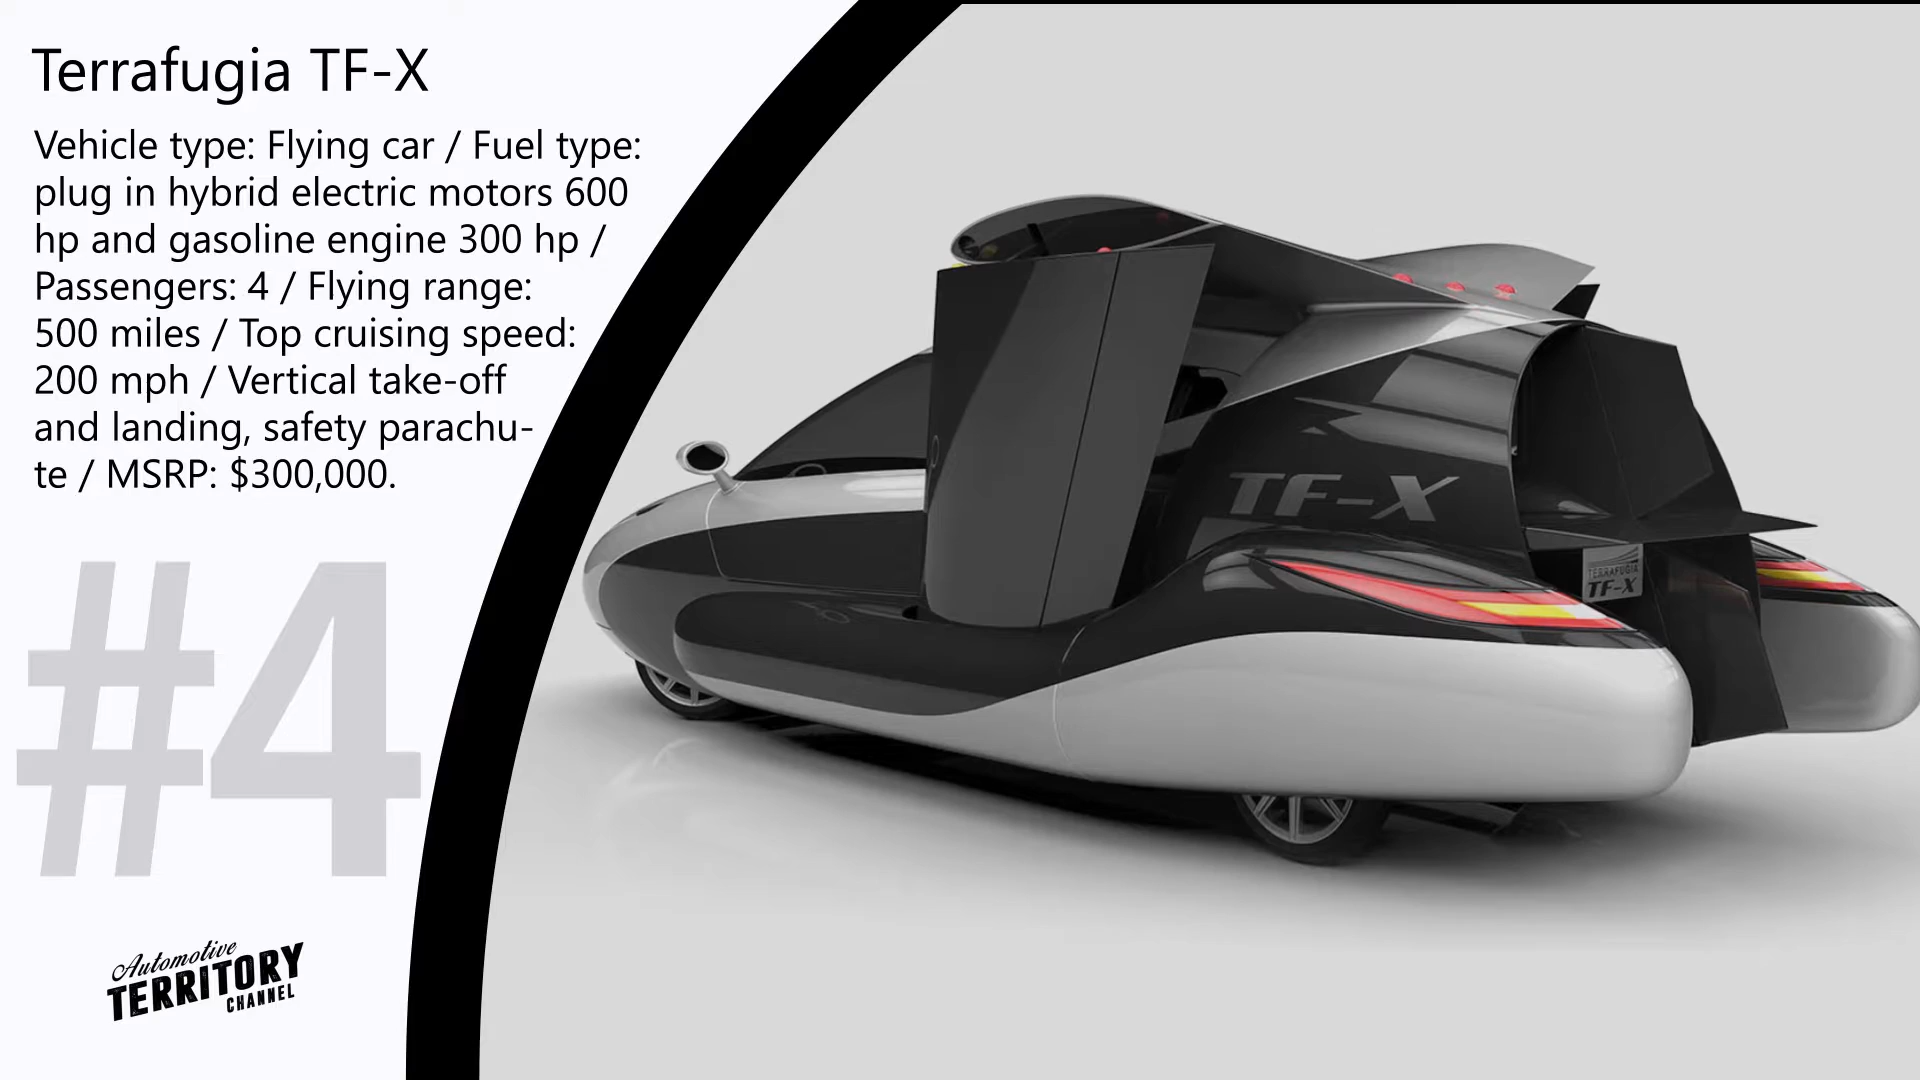 Terrafugia TF-X
Vehicle type: Flying car / Fuel type:
plug in hybrid electric motors 600
hp and gasoline engine 300 hp /
Passengers: 4 / Flying range:
500 miles / Top cruising speed:
200 mph / Vertical take-off
and landing, safety parachu-
te / MSRP: $300,000.
TF-X
TERRAFUGIA
TF-X
#4
Automotive
TERRITORY
CHANNEL